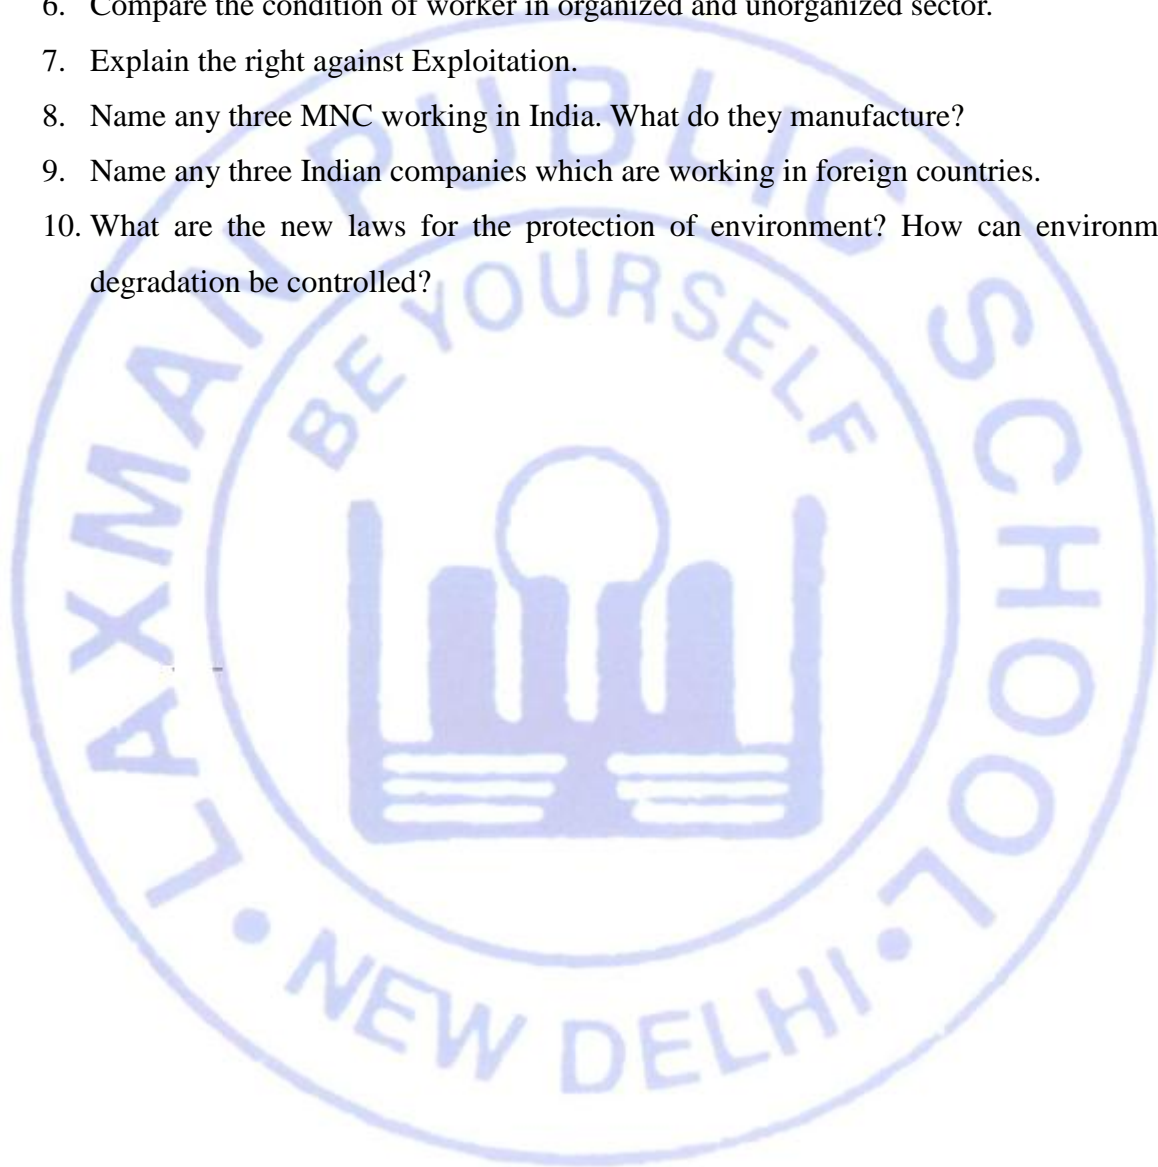 6. Compare the condition of worker in organized and unorganized sector.
7. Explain the right against Exploitation.
8. Name any three MNC working in India. What do they manufacture?
9. Name any three Indian companies which are working in foreign countries.
10. What are the new laws for the protection of environment? How can environm
degradation be controlled?
LAXMAN PUBLIC SCHOOL
BE YOURSELF
• NEW DELHI •